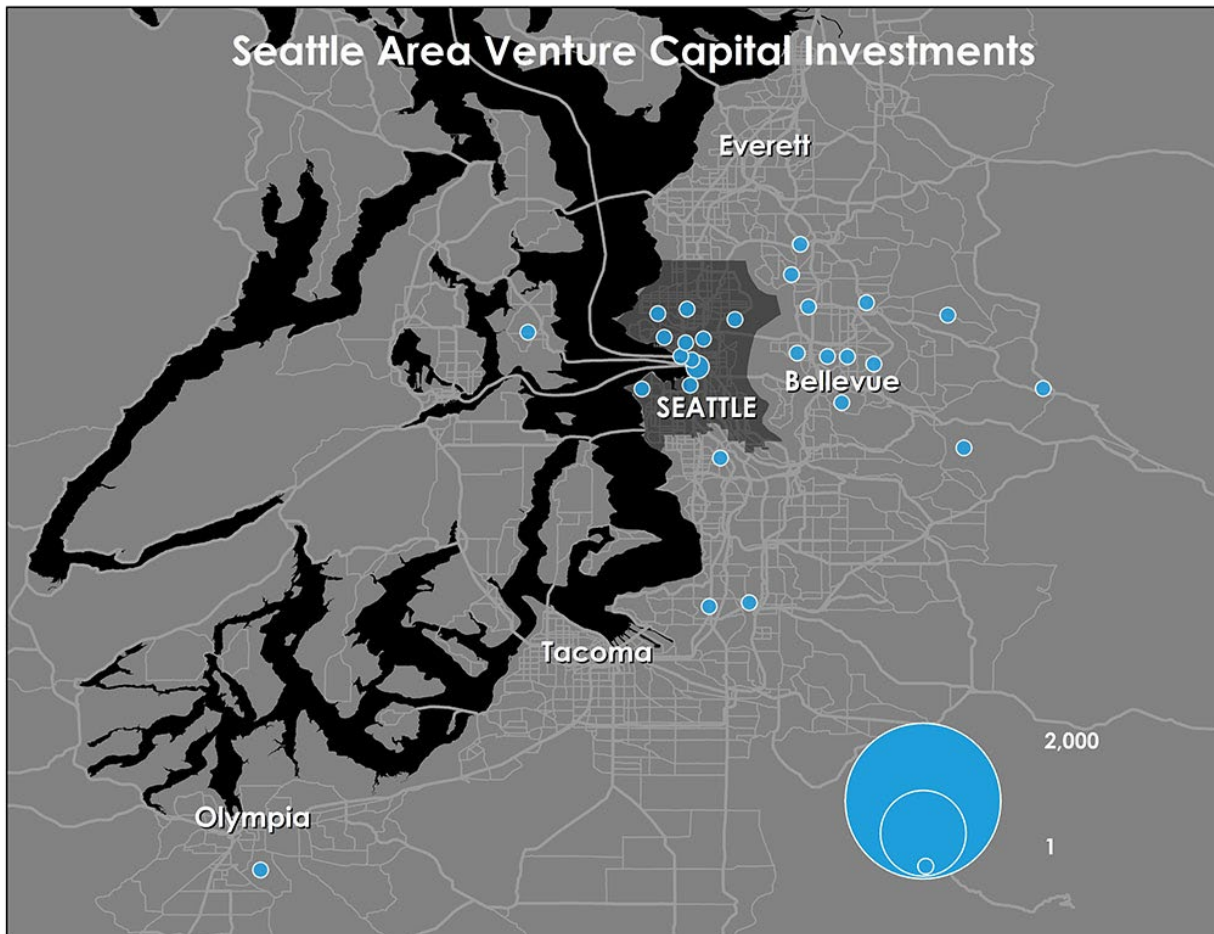 Seattle Area Venture Capital Investments
Everett
Bellevue
SEATTLE
Tacoma
2,000
Olympia
1